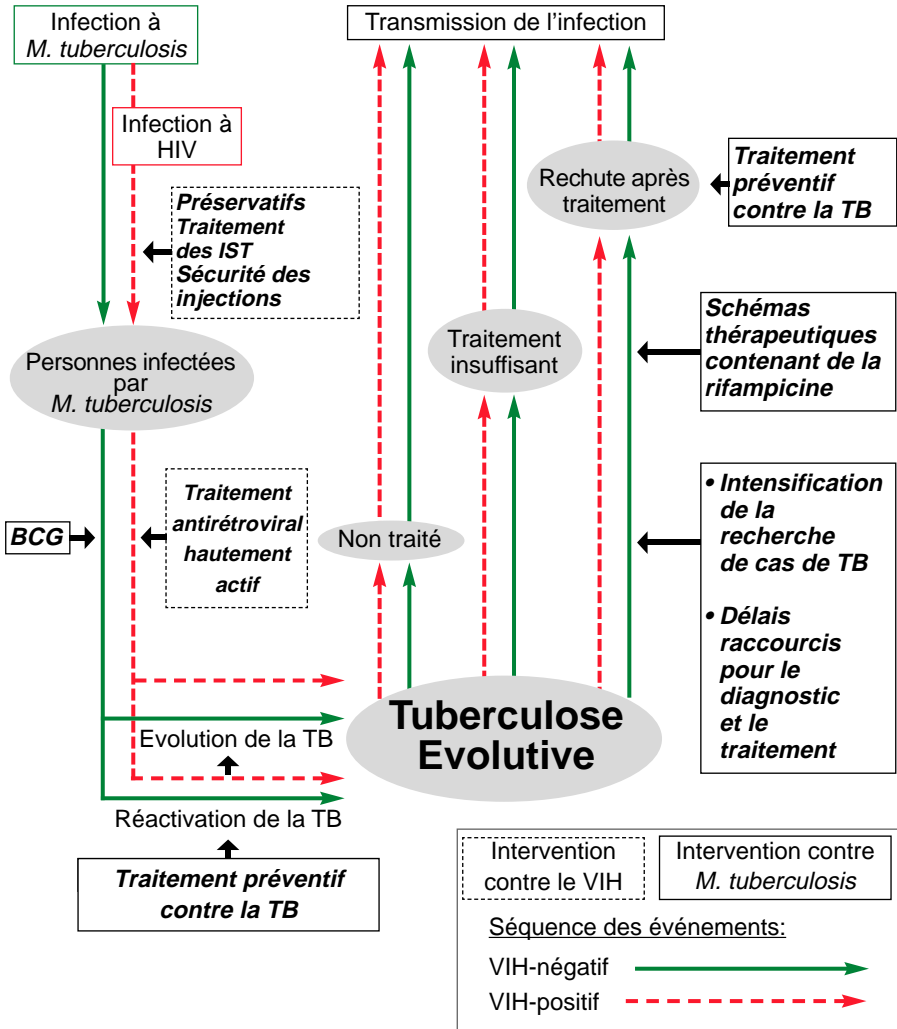 Infection à
M. tuberculosis
Transmission de l'infection
Infection à
HIV
Préservatifs
Traitement
des IST
Sécurité des
injections
Rechute après
traitement
Traitement
préventif
contre la TB
Personnes infectées
par
M. tuberculosis
Traitement
insuffisant
Schémas
thérapeutiques
contenant de la
rifampicine
BCG
Traitement
antirétroviral
hautement
actif
Non traité
• Intensification
de la
recherche
de cas de TB
• Délais
raccourcis
pour le
diagnostic
et le
traitement
Tuberculose
Evolutive
Evolution de la TB
Réactivation de la TB
Traitement préventif
contre la TB
Intervention
contre le VIH
Intervention contre
M. tuberculosis
Séquence des événements:
VIH-négatif
VIH-positif